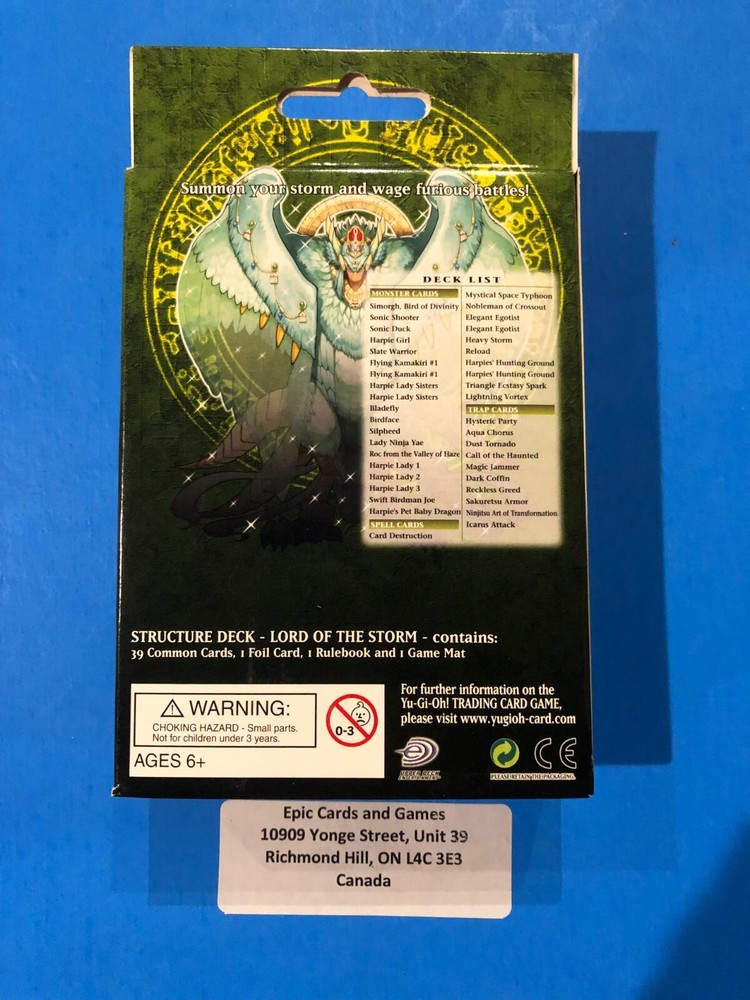 Summon your storm and wage furious battles!
DECK LIST
MONSTER CARDS
Simorgh, Bird of Divinity
Sonic Shooter
Sonic Duck
Harpie Girl
Slate Warrior
Flying Kamakiri #1
Flying Kamakiri #1
Harpie Lady Sisters
Harpie Lady Sisters
Bladefly
Birdface
Silpheed
Lady Ninja Yae
Roc from the Valley of Haze
Harpie Lady 1
Harpie Lady 2
Harpie Lady 3
Swift Birdman Joe
Harpie's Pet Baby Dragon
SPELL CARDS
Card Destruction
Mystical Space Typhoon
Nobleman of Crossout
Elegant Egotist
Elegant Egotist
Heavy Storm
Reload
Harpies' Hunting Ground
Harpies' Hunting Ground
Triangle Ecstasy Spark
Lightning Vortex
TRAP CARDS
Hysteric Party
Aqua Chorus
Dust Tornado
Call of the Haunted
Magic Jammer
Dark Coffin
Reckless Greed
Sakuretsu Armor
Ninjitsu Art of Transformation
Icarus Attack
STRUCTURE DECK - LORD OF THE STORM - contains:
39 Common Cards, 1 Foil Card, 1 Rulebook and 1 Game Mat
WARNING:
CHOKING HAZARD - Small parts.
Not for children under 3 years.
0-3
AGES 6+
For further information on the
Yu-Gi-Oh! TRADING CARD GAME,
please visit www.yugioh-card.com
UPPER DECK
ENTERTAINMENT
CE
PLEASE RETAIN THE PACKAGING.
Epic Cards and Games
10909 Yonge Street, Unit 39
Richmond Hill, ON L4C 3E3
Canada